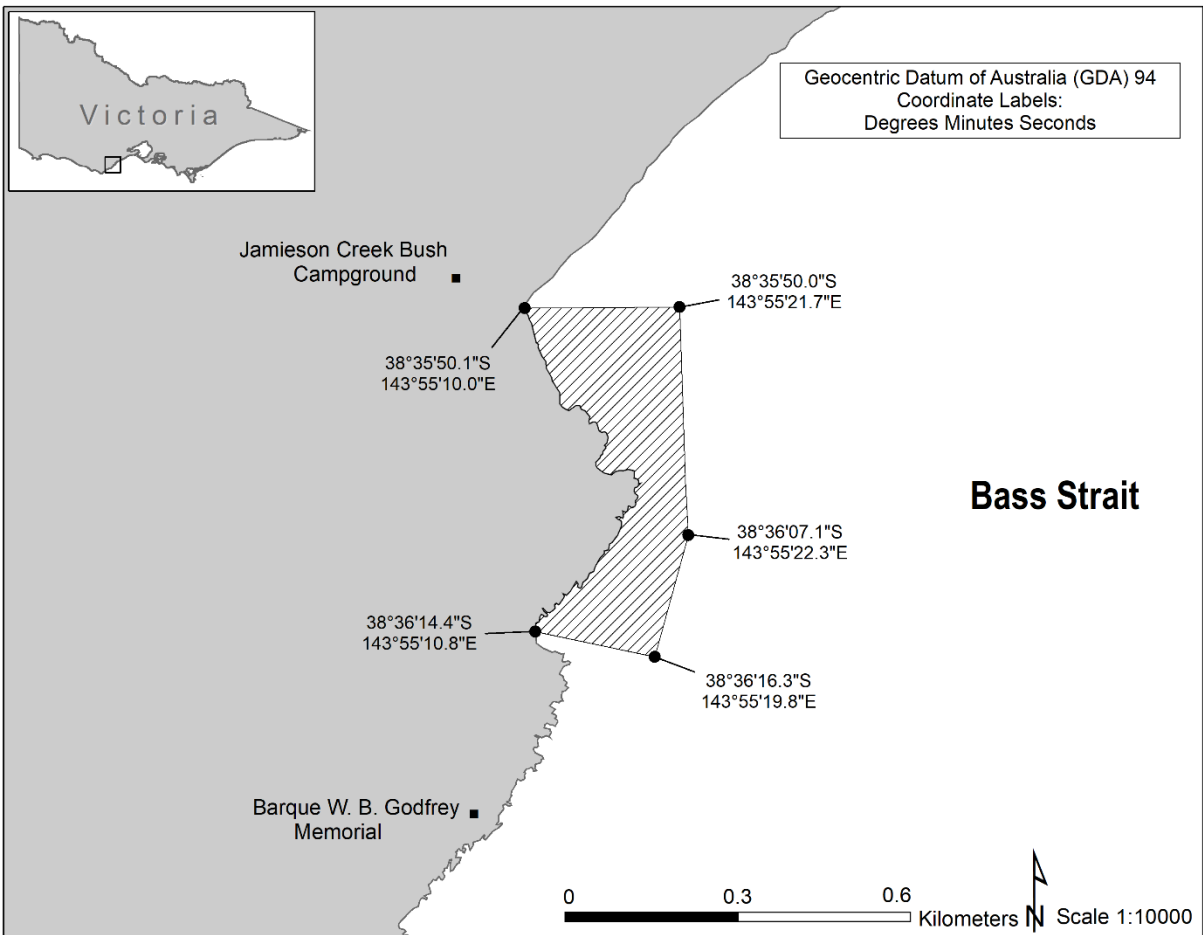 Victoria
Geocentric Datum of Australia (GDA) 94
Coordinate Labels:
Degrees Minutes Seconds
Jamieson Creek Bush
Campground
38°35'50.0"S
143°55'21.7"E
38°35'50.1"S
143°55'10.0"E
Bass Strait
38°36'07.1"S
143°55'22.3"E
38°36'14.4"S
143°55'10.8"E
38°36'16.3"S
143°55'19.8"E
Barque W. B. Godfrey
Memorial
0 0.3 0.6
Kilometers N Scale 1:10000